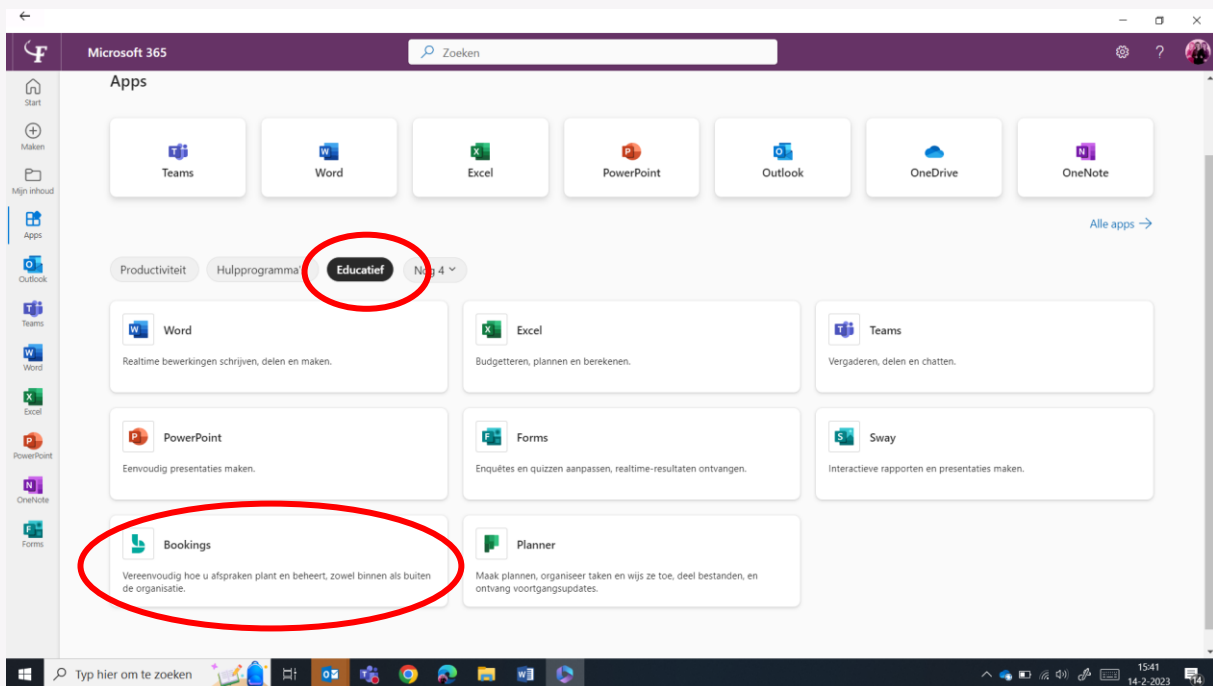 Microsoft 365
Zoeken
Apps
Start
Maken
Mijn inhoud
Apps
Outlook
Teams
Word
Excel
PowerPoint
OneNote
Forms
Teams
Word
Excel
PowerPoint
Outlook
OneDrive
OneNote
Alle apps
Productiviteit
Hulpprogramma'
Educatief
Nog 4
Word
Realtime bewerkingen schrijven, delen en maken.
Excel
Budgetteren, plannen en berekenen.
Teams
Vergaderen, delen en chatten.
PowerPoint
Eenvoudig presentaties maken.
Forms
Enquêtes en quizzen aanpassen, realtime-resultaten ontvangen.
Sway
Interactieve rapporten en presentaties maken.
Bookings
Vereenvoudig hoe u afspraken plant en beheert, zowel binnen als buiten
de organisatie.
Planner
Maak plannen, organiseer taken en wijs ze toe, deel bestanden, en
ontvang voortgangsupdates.
Typ hier om te zoeken
15:41
14-2-2023
14